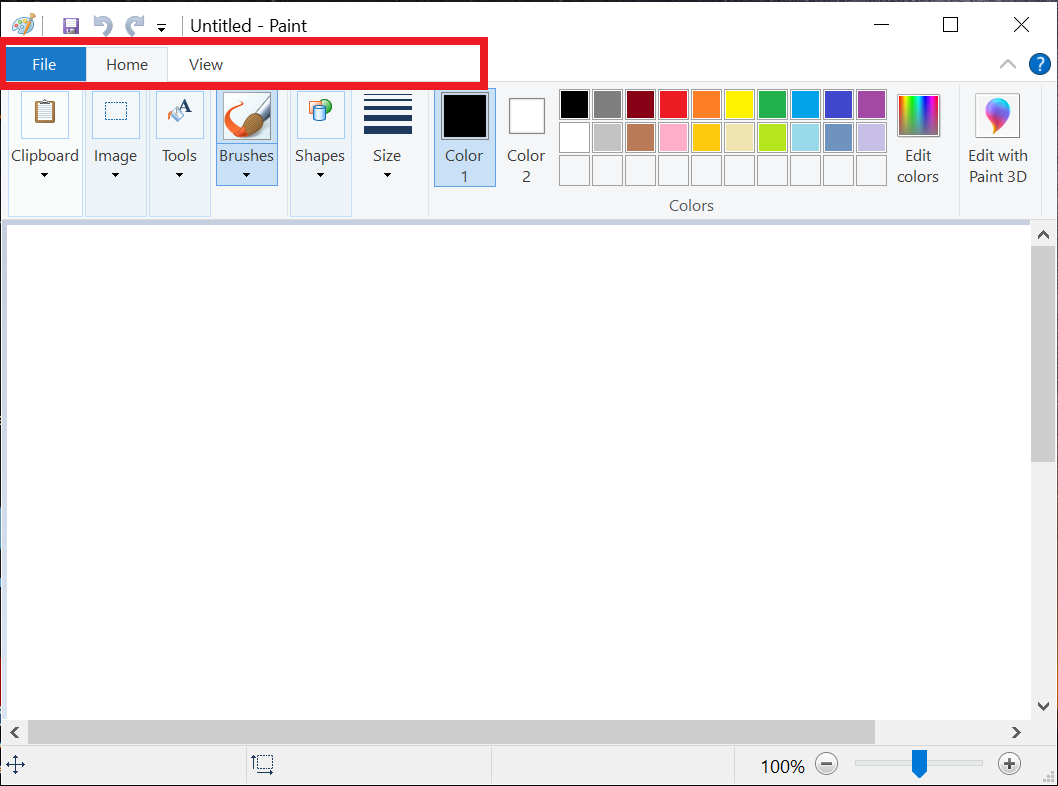 Untitled - Paint
File Home View
?
Clipboard Image Tools Brushes Shapes Size Color 1 Color 2 Edit colors Edit with Paint 3D
Colors
100%